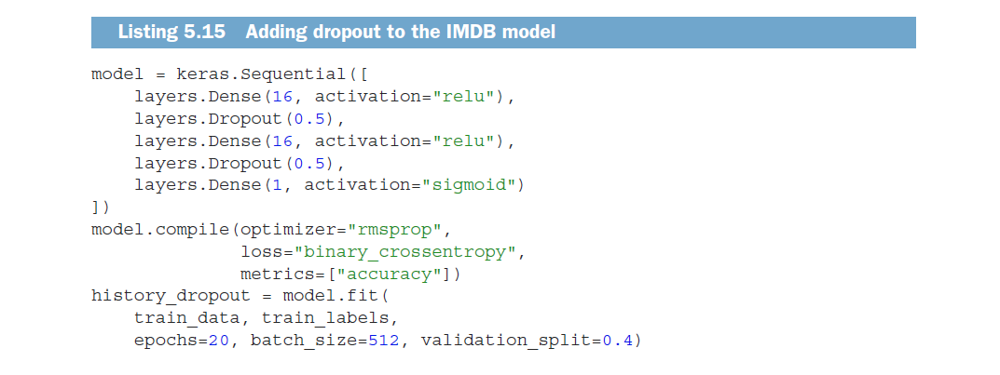 Listing 5.15 Adding dropout to the IMDB model
model = keras.Sequential([
    layers.Dense(16, activation="relu"),
    layers.Dropout(0.5),
    layers.Dense(16, activation="relu"),
    layers.Dropout(0.5),
    layers.Dense(1, activation="sigmoid")
])
model.compile(optimizer="rmsprop",
              loss="binary_crossentropy",
              metrics=["accuracy"])
history_dropout = model.fit(
    train_data, train_labels,
    epochs=20, batch_size=512, validation_split=0.4)